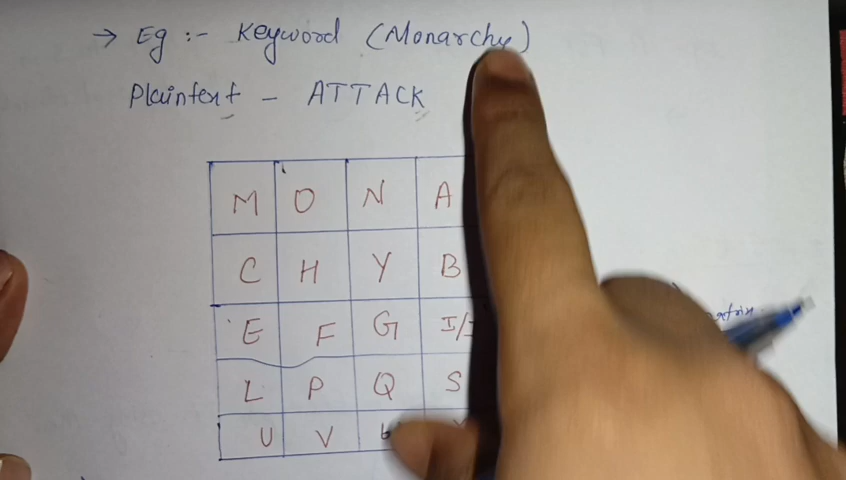 → Eg :- Keyword (Monarchy)
Plaintext - ATTACK
M O N A
C H Y B
E F G I/J
L P Q S
U V